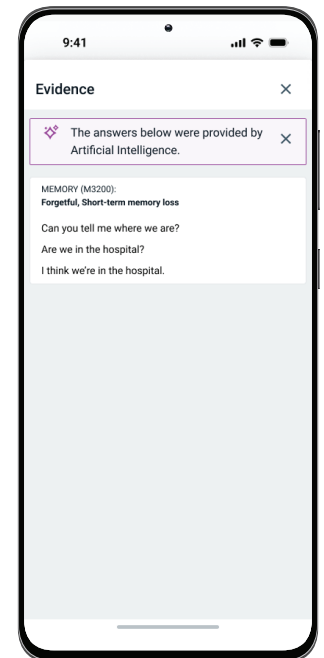 9:41
Evidence
The answers below were provided by
Artificial Intelligence.
MEMORY (M3200):
Forgetful, Short-term memory loss
Can you tell me where we are?
Are we in the hospital?
I think we're in the hospital.